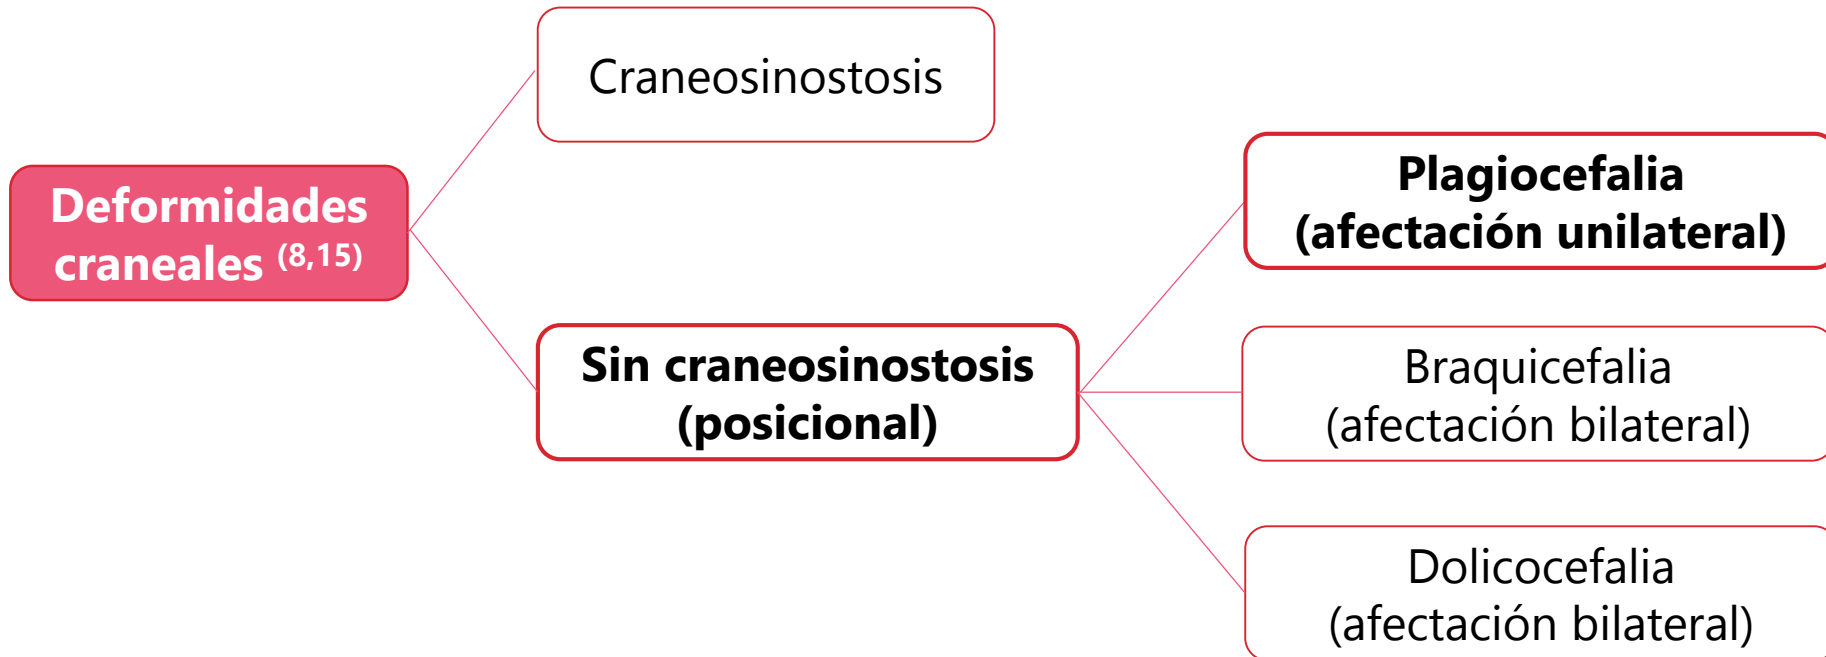 Craneosinostosis
Deformidades
craneales (8,15)
Sin craneosinostosis
(posicional)
Plagiocefalia
(afectación unilateral)
Braquicefalia
(afectación bilateral)
Dolicocefalia
(afectación bilateral)